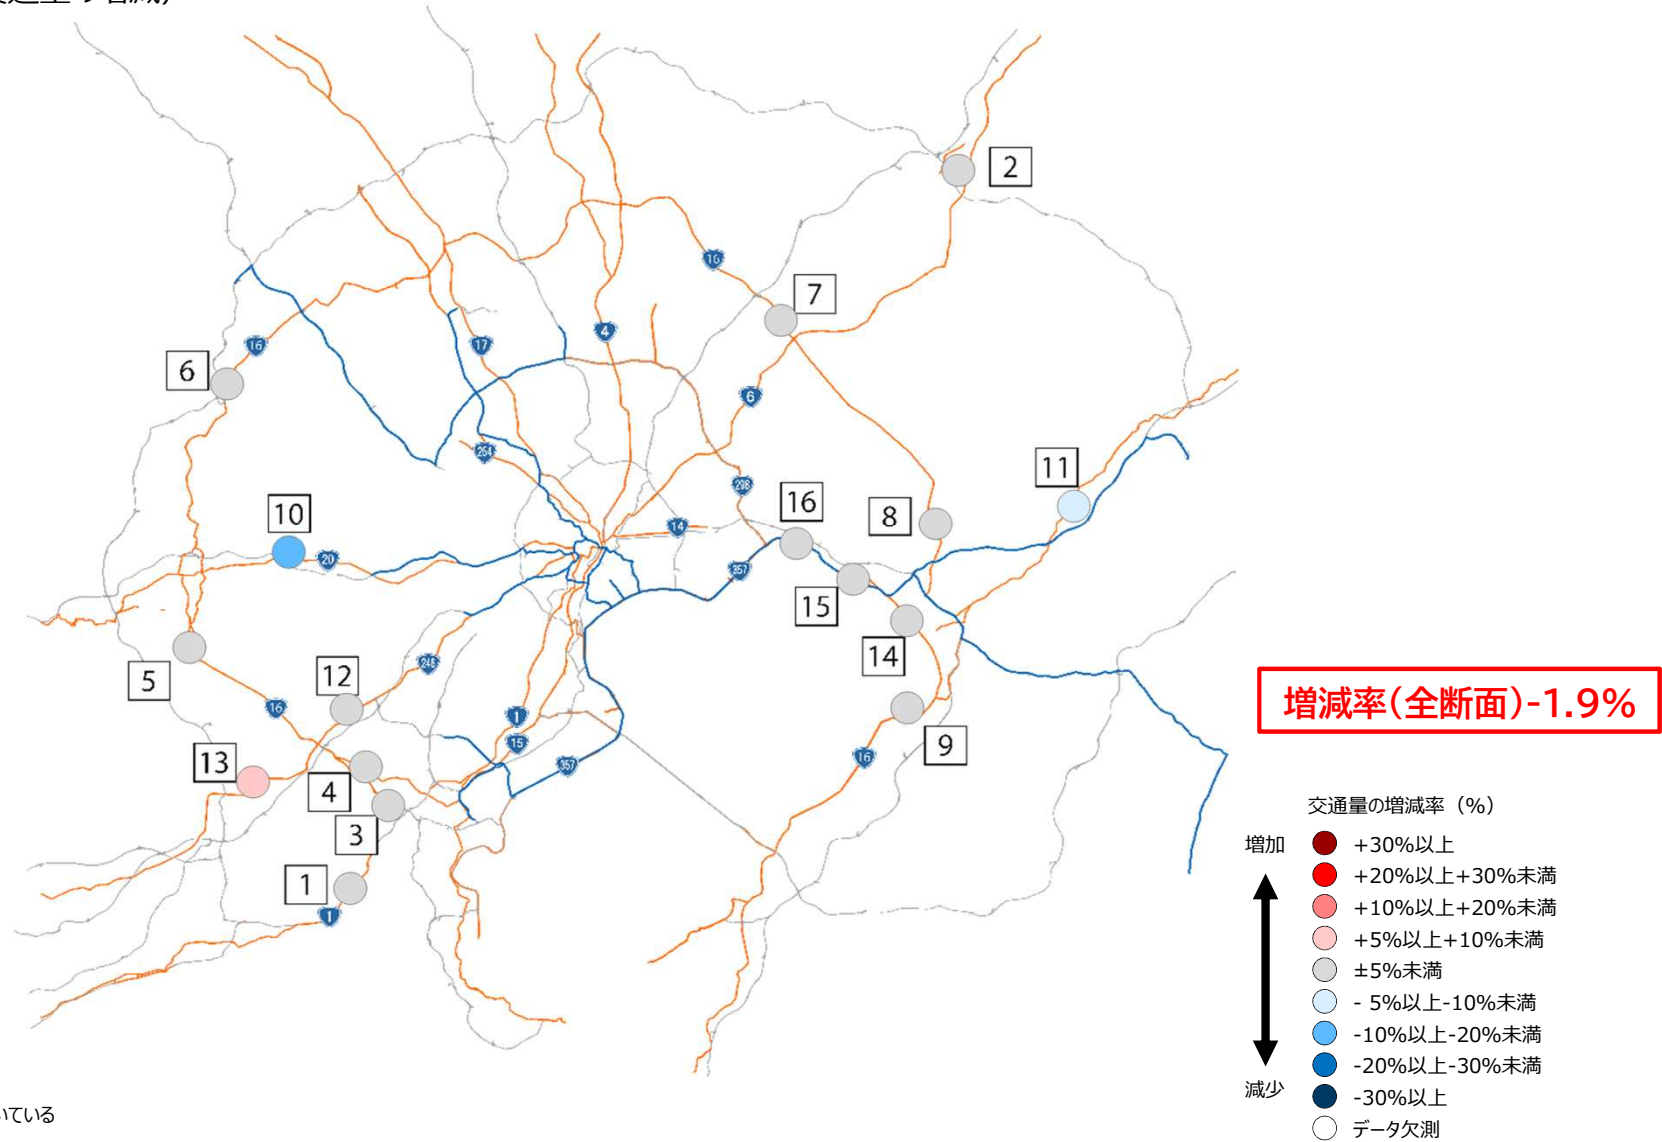 2
16
7
4
17
16
6
6
254
11
298
16
8
10
14
20
357
15
14
5
12
246
16
1
増減率(全断面)-1.9%
15
9
13
16
357
4
3
1
1
交通量の増減率（%）
増加
+30%以上
+20%以上+30%未満
+10%以上+20%未満
+5%以上+10%未満
±5%未満
- 5%以上-10%未満
-10%以上-20%未満
-20%以上-30%未満
減少
-30%以上
データ欠測
いている